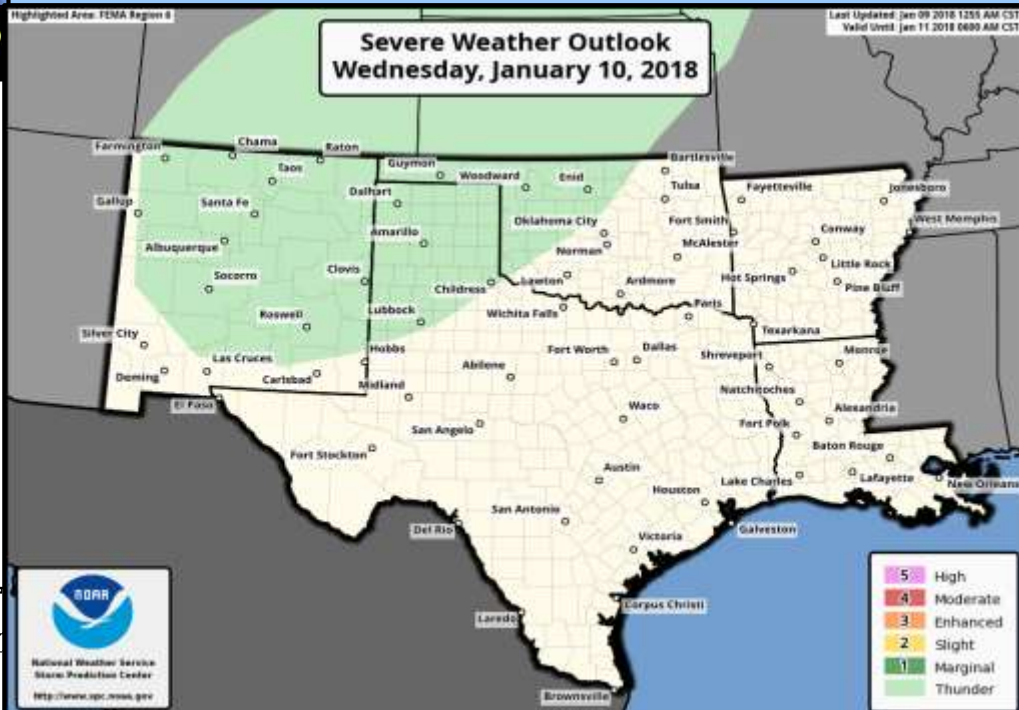 Highlighted Area: FEMA Region 6
Last Updated: Jan 09 2018 1255 AM CST
Valid Until: Jan 11 2018 0600 AM CST
Severe Weather Outlook
Wednesday, January 10, 2018
Farmington
Chama
Raton
Taos
Guymon
Woodward
Enid
Bartlesville
Tulsa
Fayetteville
Jonesboro
Dalhart
Gallup
Santa Fe
Oklahoma City
Fort Smith
West Memphis
Amarillo
Albuquerque
Norman
McAlester
Conway
Little Rock
Socorro
Clovis
Childress
Lawton
Ardmore
Hot Springs
Pine Bluff
Roswell
Lubbock
Wichita Falls
Paris
Texarkana
Silver City
Las Cruces
Hobbs
Fort Worth
Dallas
Shreveport
Monroe
Deming
Carlsbad
Midland
Abilene
Natchitoches
El Paso
San Angelo
Waco
Fort Polk
Alexandria
Baton Rouge
Fort Stockton
Austin
Houston
Lake Charles
Lafayette
New Orleans
Del Rio
San Antonio
Galveston
Victoria
Laredo
Corpus Christi
Brownsville
NOAA
National Weather Service
Storm Prediction Center
http://www.spc.noaa.gov
5 High
4 Moderate
3 Enhanced
2 Slight
1 Marginal
Thunder